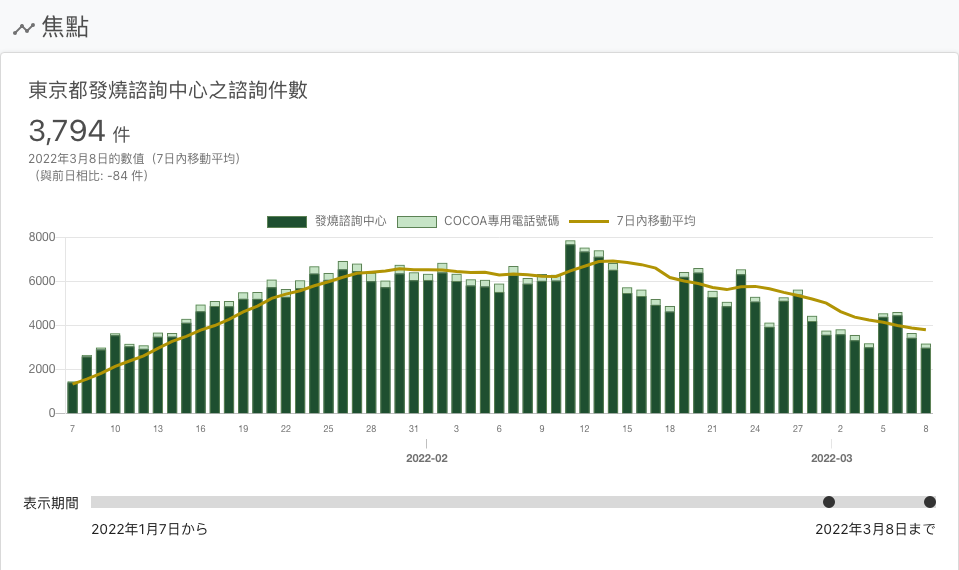 焦點
東京都發燒諮詢中心之諮詢件數
3,794 件
2022年3月8日的數值（7日內移動平均）
（與前日相比: -84 件）
發燒諮詢中心 COCOA專用電話號碼 7日內移動平均
8000
6000
4000
2000
0
7 10 13 16 19 22 25 28 31 3 6 9 12 15 18 21 24 27 2 5 8
2022-02 2022-03
表示期間
2022年1月7日から 2022年3月8日まで